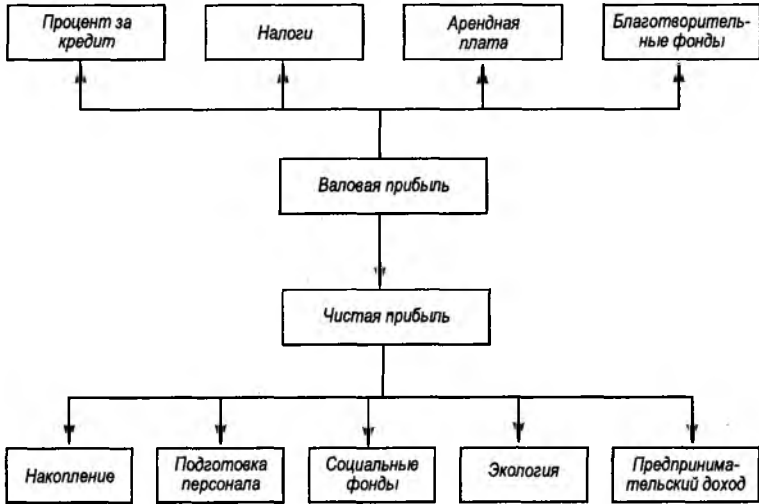 Процент за
кредит
Налоги
Арендная
плата
Благотворитель-
ные фонды
Валовая прибыль
Чистая прибыль
Накопление
Подготовка
персонала
Социальные
фонды
Экология
Предпринима-
тельский доход